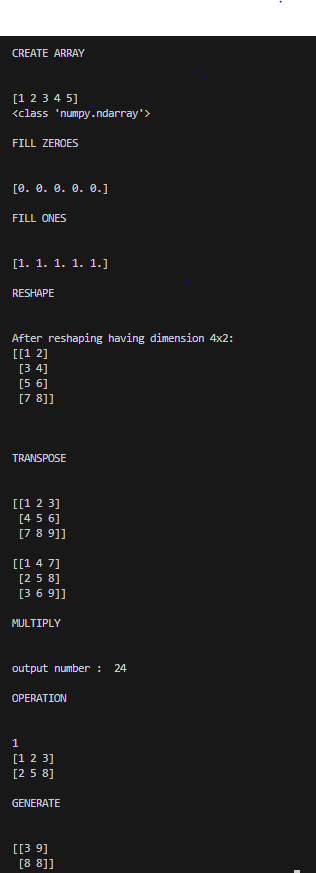 CREATE ARRAY
[1 2 3 4 5]
<class 'numpy.ndarray'>
FILL ZEROES
[0. 0. 0. 0. 0.]
FILL ONES
[1. 1. 1. 1. 1.]
RESHAPE
After reshaping having dimension 4x2:
[[1 2]
 [3 4]
 [5 6]
 [7 8]]
TRANSPOSE
[[1 2 3]
 [4 5 6]
 [7 8 9]]
[[1 4 7]
 [2 5 8]
 [3 6 9]]
MULTIPLY
output number :  24
OPERATION
1
[1 2 3]
[2 5 8]
GENERATE
[[3 9]
 [8 8]]